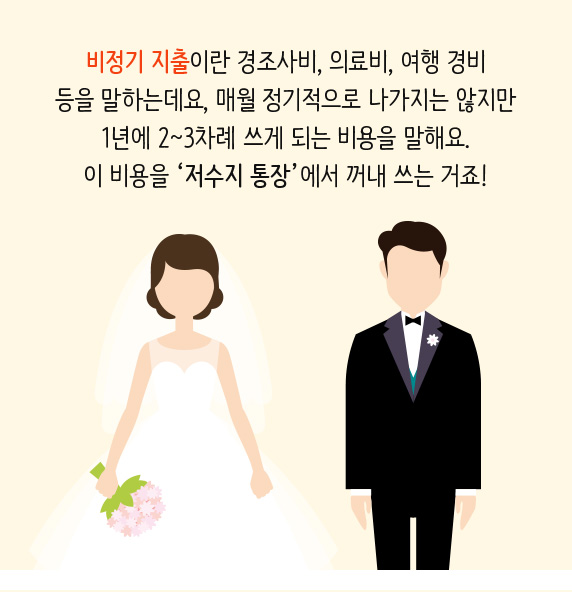 비정기 지출이란 경조사비, 의료비, 여행 경비
등을 말하는데요, 매월 정기적으로 나가지는 않지만
1년에 2~3차례 쓰게 되는 비용을 말해요.
이 비용을 ‘저수지 통장’에서 꺼내 쓰는 거죠!